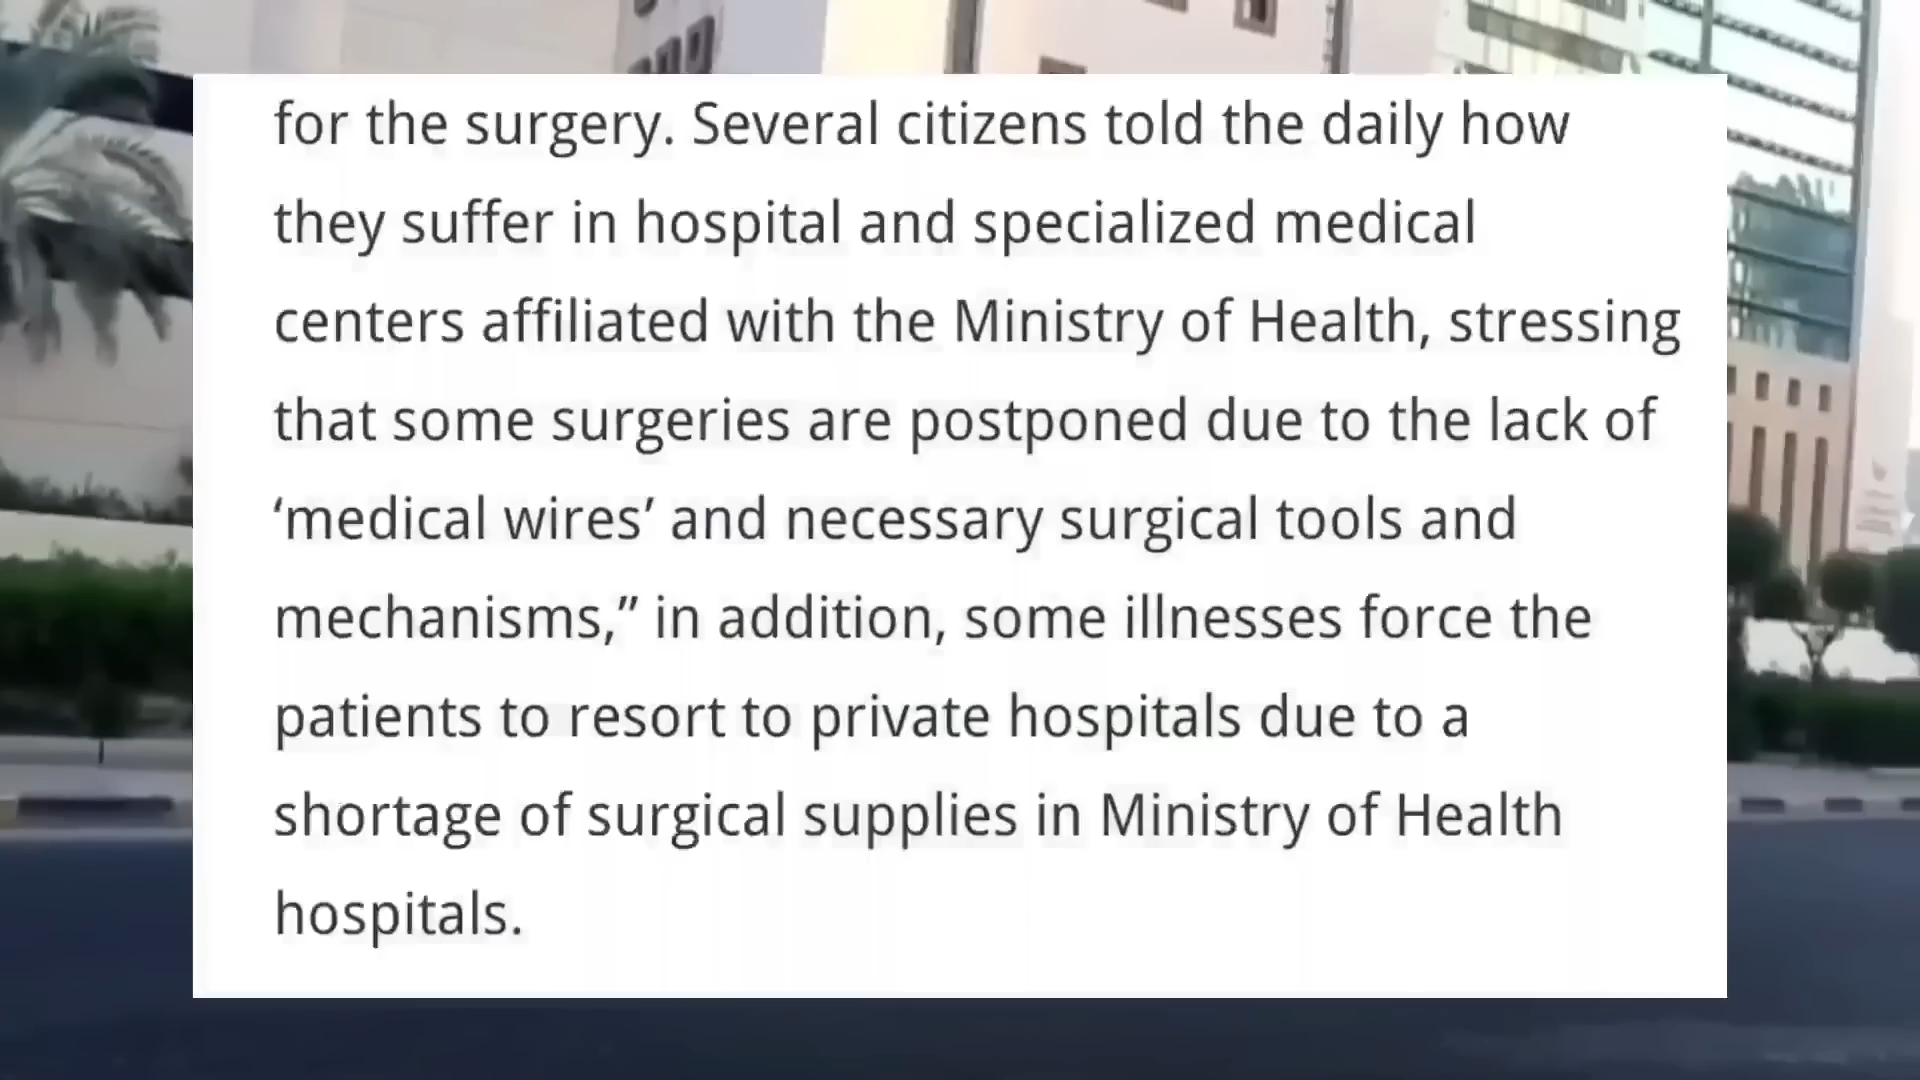 for the surgery. Several citizens told the daily how
they suffer in hospital and specialized medical
centers affiliated with the Ministry of Health, stressing
that some surgeries are postponed due to the lack of
‘medical wires’ and necessary surgical tools and
mechanisms,” in addition, some illnesses force the
patients to resort to private hospitals due to a
shortage of surgical supplies in Ministry of Health
hospitals.